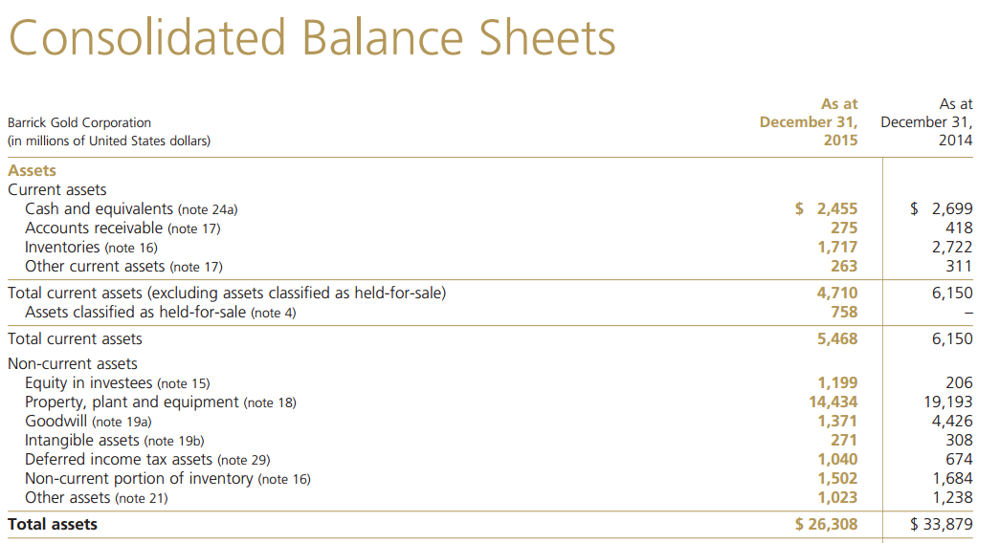 Consolidated Balance Sheets
As at As at
Barrick Gold Corporation December 31, December 31,
(in millions of United States dollars) 2015 2014
Assets
Current assets
Cash and equivalents (note 24a) $ 2,455 $ 2,699
Accounts receivable (note 17) 275 418
Inventories (note 16) 1,717 2,722
Other current assets (note 17) 263 311
Total current assets (excluding assets classified as held-for-sale) 4,710 6,150
Assets classified as held-for-sale (note 4) 758 –
Total current assets 5,468 6,150
Non-current assets
Equity in investees (note 15) 1,199 206
Property, plant and equipment (note 18) 14,434 19,193
Goodwill (note 19a) 1,371 4,426
Intangible assets (note 19b) 271 308
Deferred income tax assets (note 29) 1,040 674
Non-current portion of inventory (note 16) 1,502 1,684
Other assets (note 21) 1,023 1,238
Total assets $ 26,308 $ 33,879